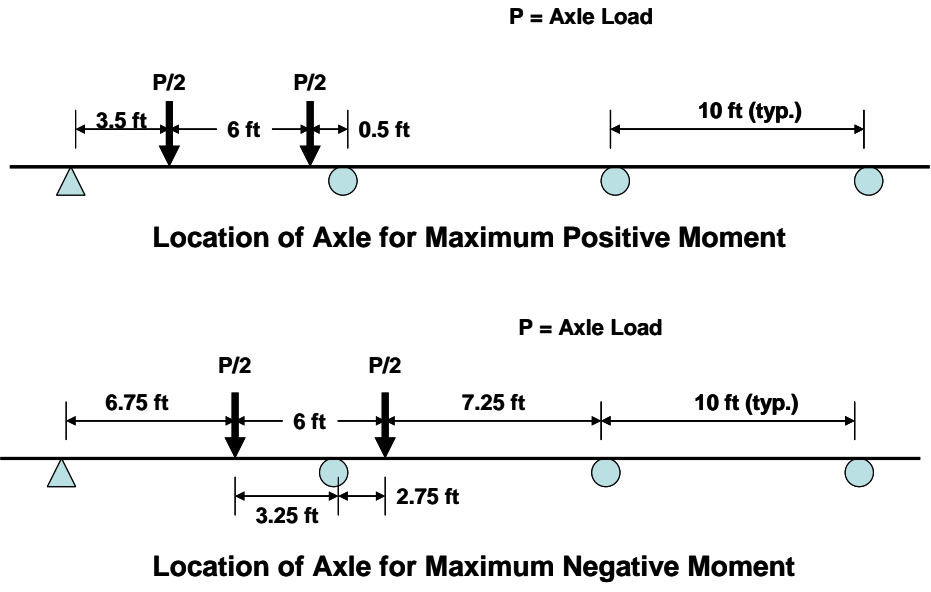 P = Axle Load
P/2
P/2
3.5 ft
6 ft
0.5 ft
10 ft (typ.)
Location of Axle for Maximum Positive Moment
P = Axle Load
P/2
P/2
6.75 ft
6 ft
7.25 ft
10 ft (typ.)
3.25 ft
2.75 ft
Location of Axle for Maximum Negative Moment